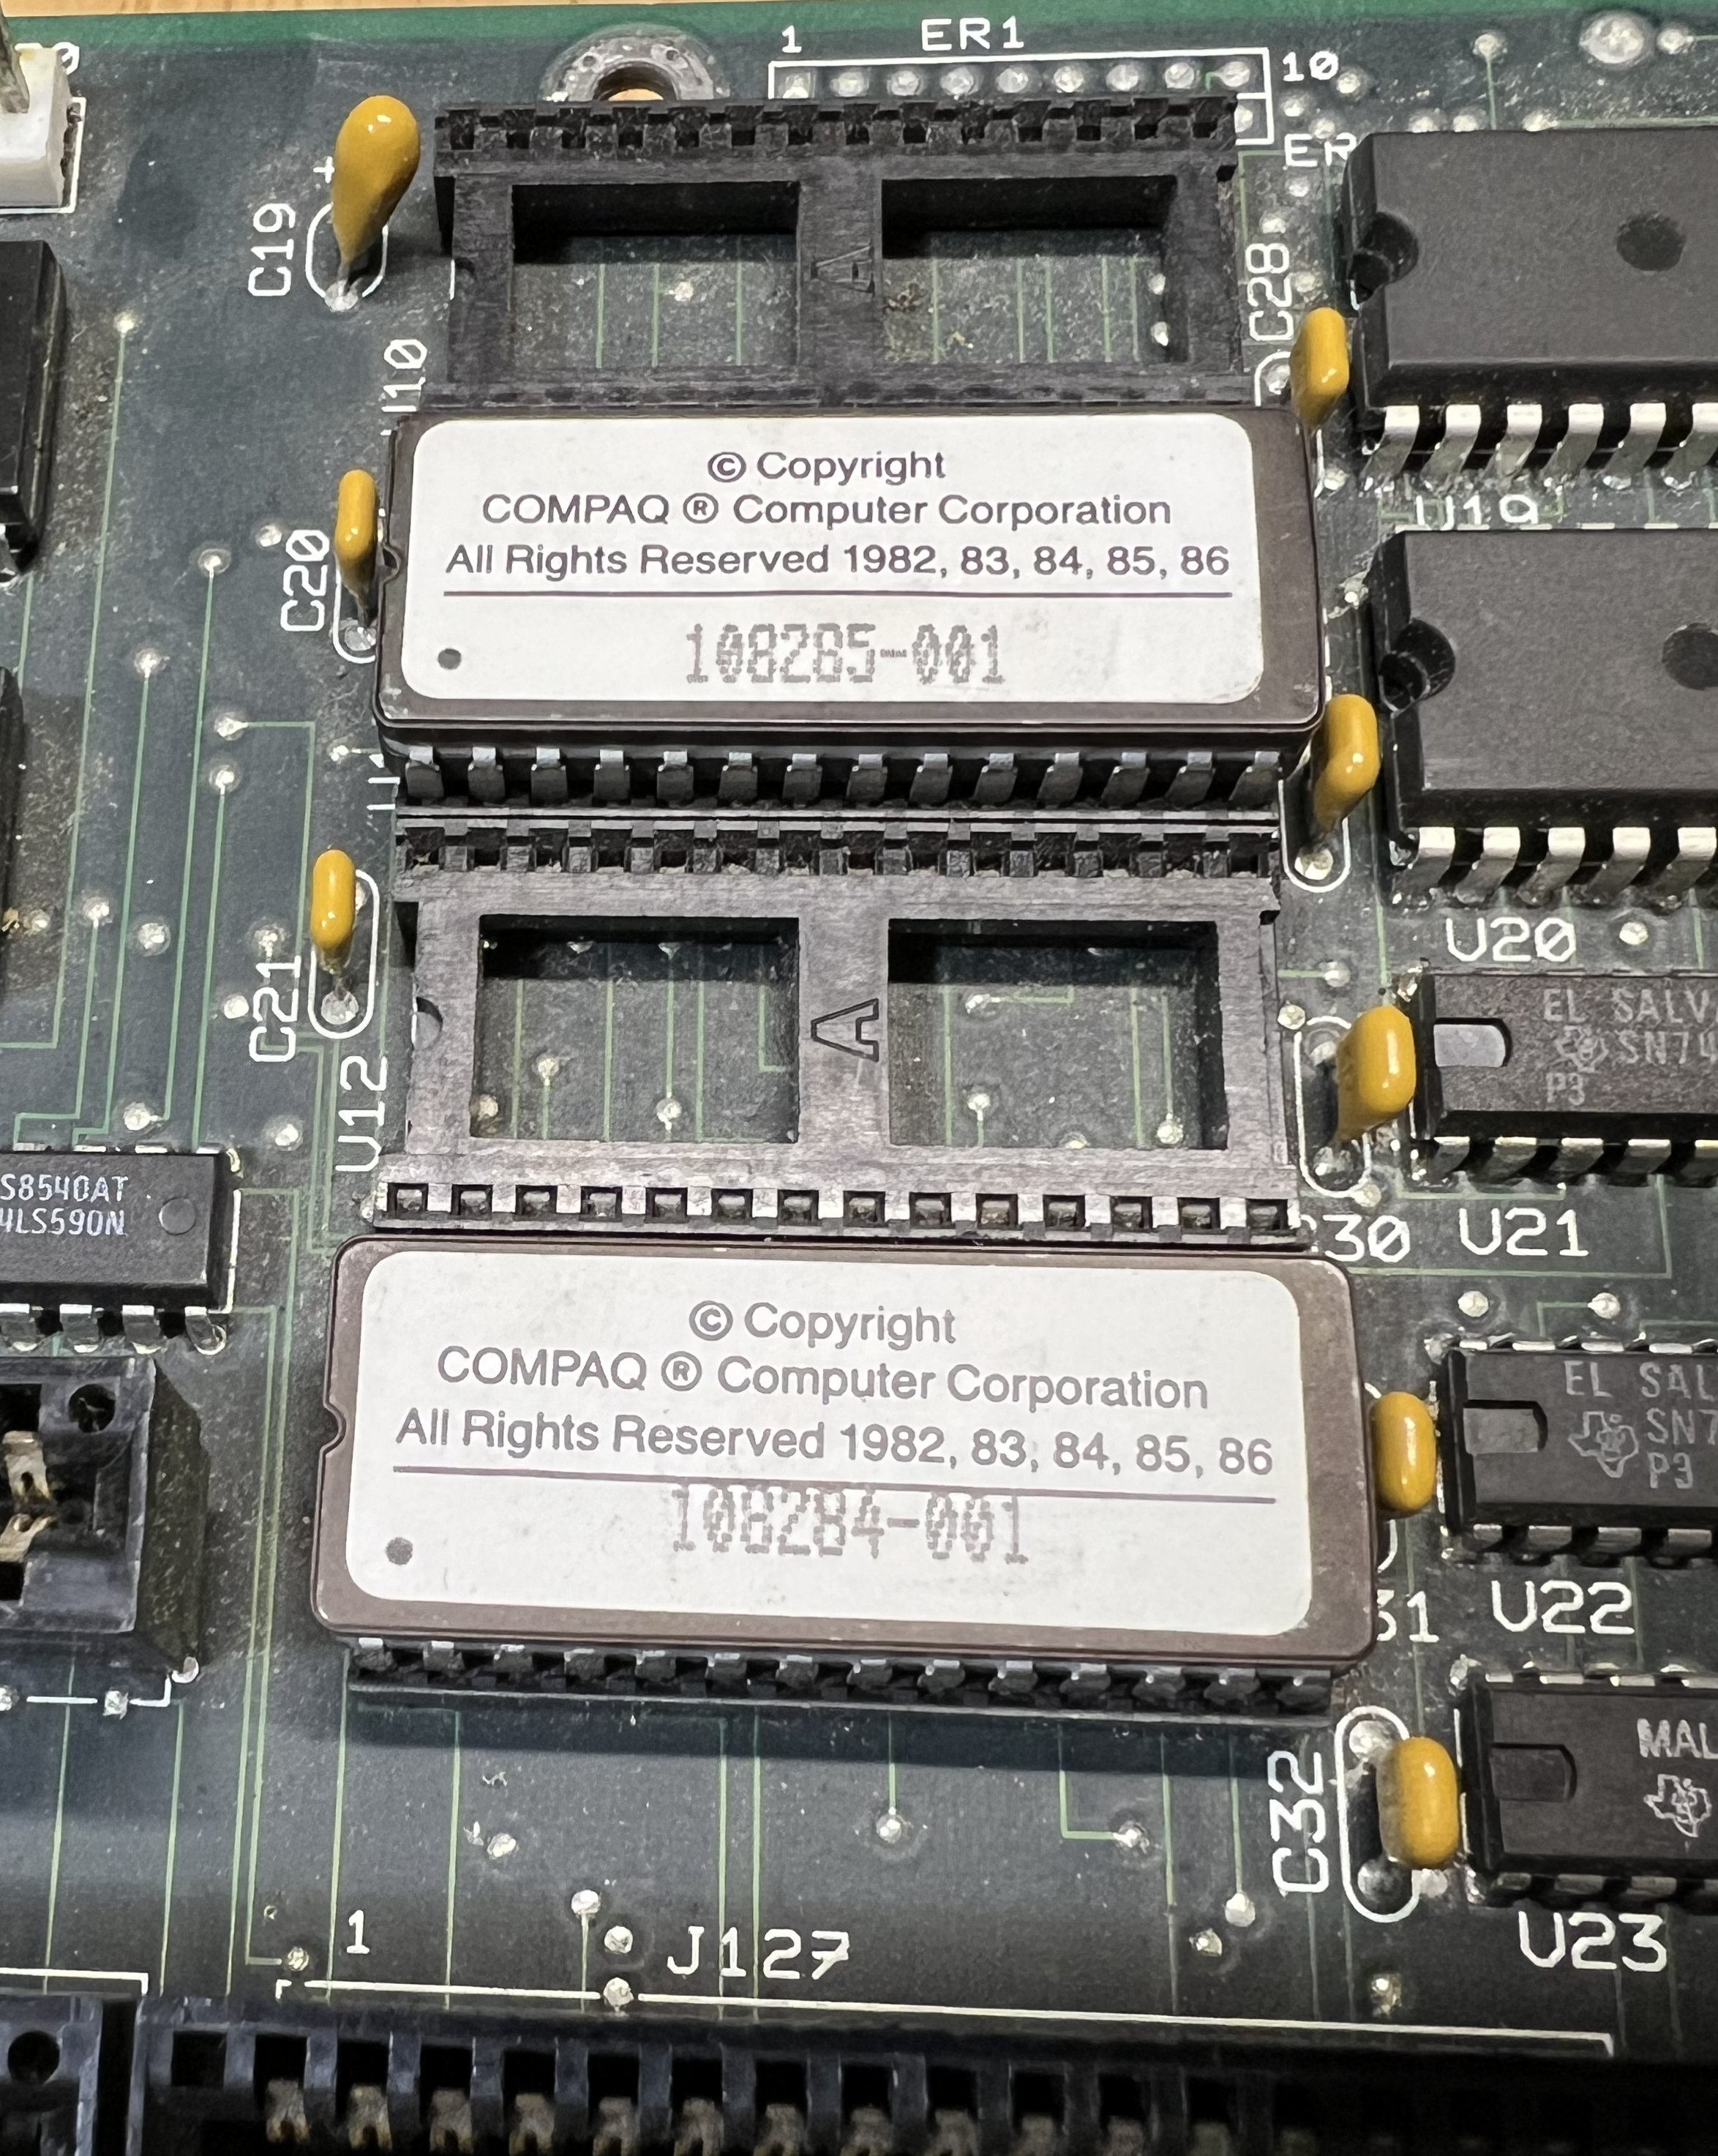 1 ER1 10
+
C19
C28
C20
© Copyright
COMPAQ ® Computer Corporation
All Rights Reserved 1982, 83, 84, 85, 86
108285-001
U19
C21
A
U12
U20
EL SALV
SN74
P3
S8540AT
4LS590N
U21
© Copyright
COMPAQ ® Computer Corporation
All Rights Reserved 1982, 83, 84, 85, 86
108284-001
EL SAL
SN7
P3
U22
C32
MAL
U23
1 J127